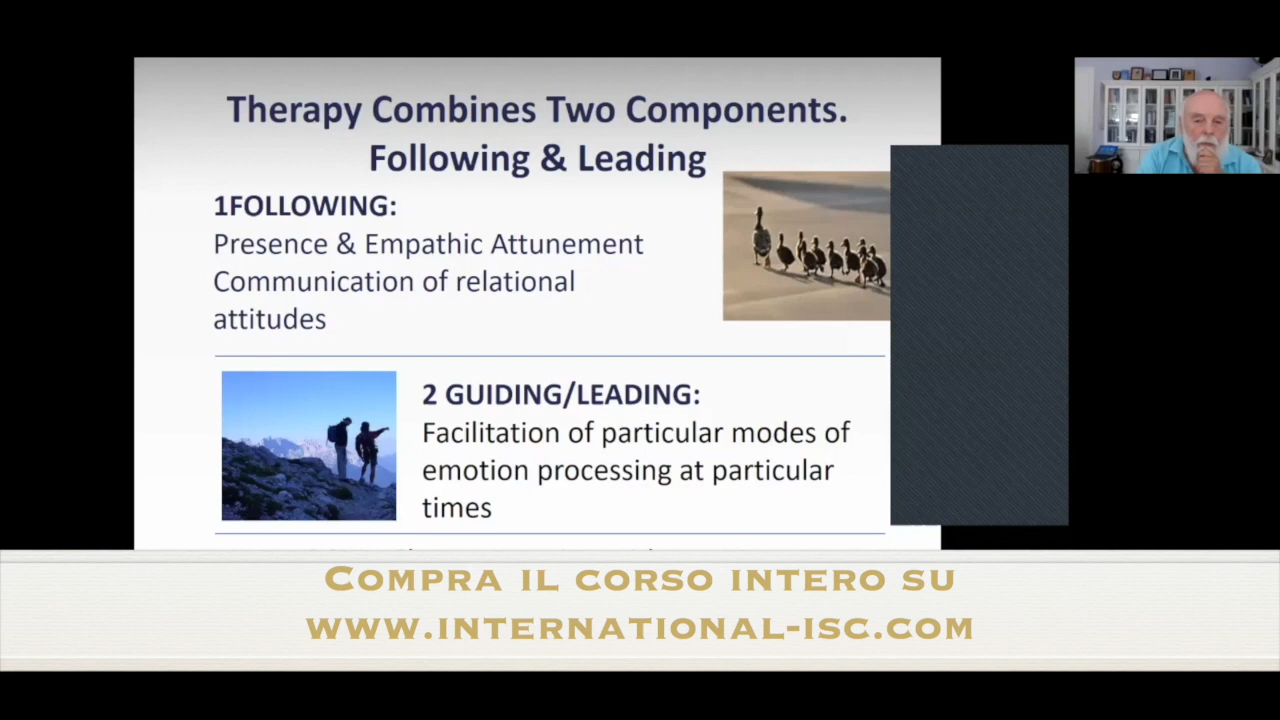 Therapy Combines Two Components.
Following & Leading
1FOLLOWING:
Presence & Empathic Attunement
Communication of relational
attitudes
2 GUIDING/LEADING:
Facilitation of particular modes of
emotion processing at particular
times
COMPRA IL CORSO INTERO SU
WWW.INTERNATIONAL-ISC.COM